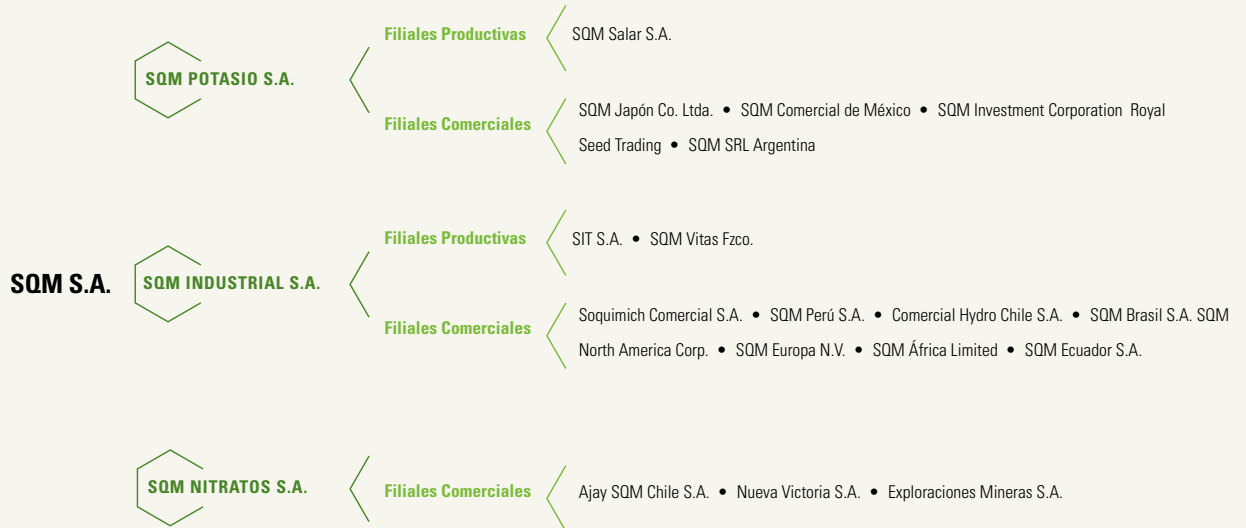 SQM S.A.
SQM POTASIO S.A.
Filiales Productivas
SQM Salar S.A.
Filiales Comerciales
SQM Japón Co. Ltda. • SQM Comercial de México • SQM Investment Corporation Royal
Seed Trading • SQM SRL Argentina
SQM INDUSTRIAL S.A.
Filiales Productivas
SIT S.A. • SQM Vitas Fzco.
Filiales Comerciales
Soquimich Comercial S.A. • SQM Perú S.A. • Comercial Hydro Chile S.A. • SQM Brasil S.A. SQM
North America Corp. • SQM Europa N.V. • SQM África Limited • SQM Ecuador S.A.
SQM NITRATOS S.A.
Filiales Comerciales
Ajay SQM Chile S.A. • Nueva Victoria S.A. • Exploraciones Mineras S.A.